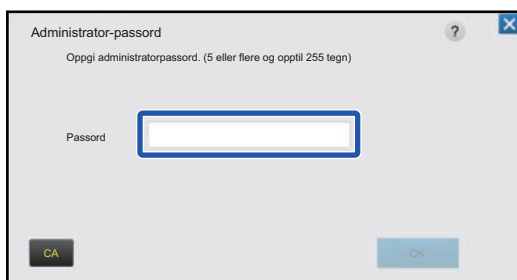 Administrator-passord
?
Oppgi administratorpassord. (5 eller flere og opptil 255 tegn)
Passord
CA
OK